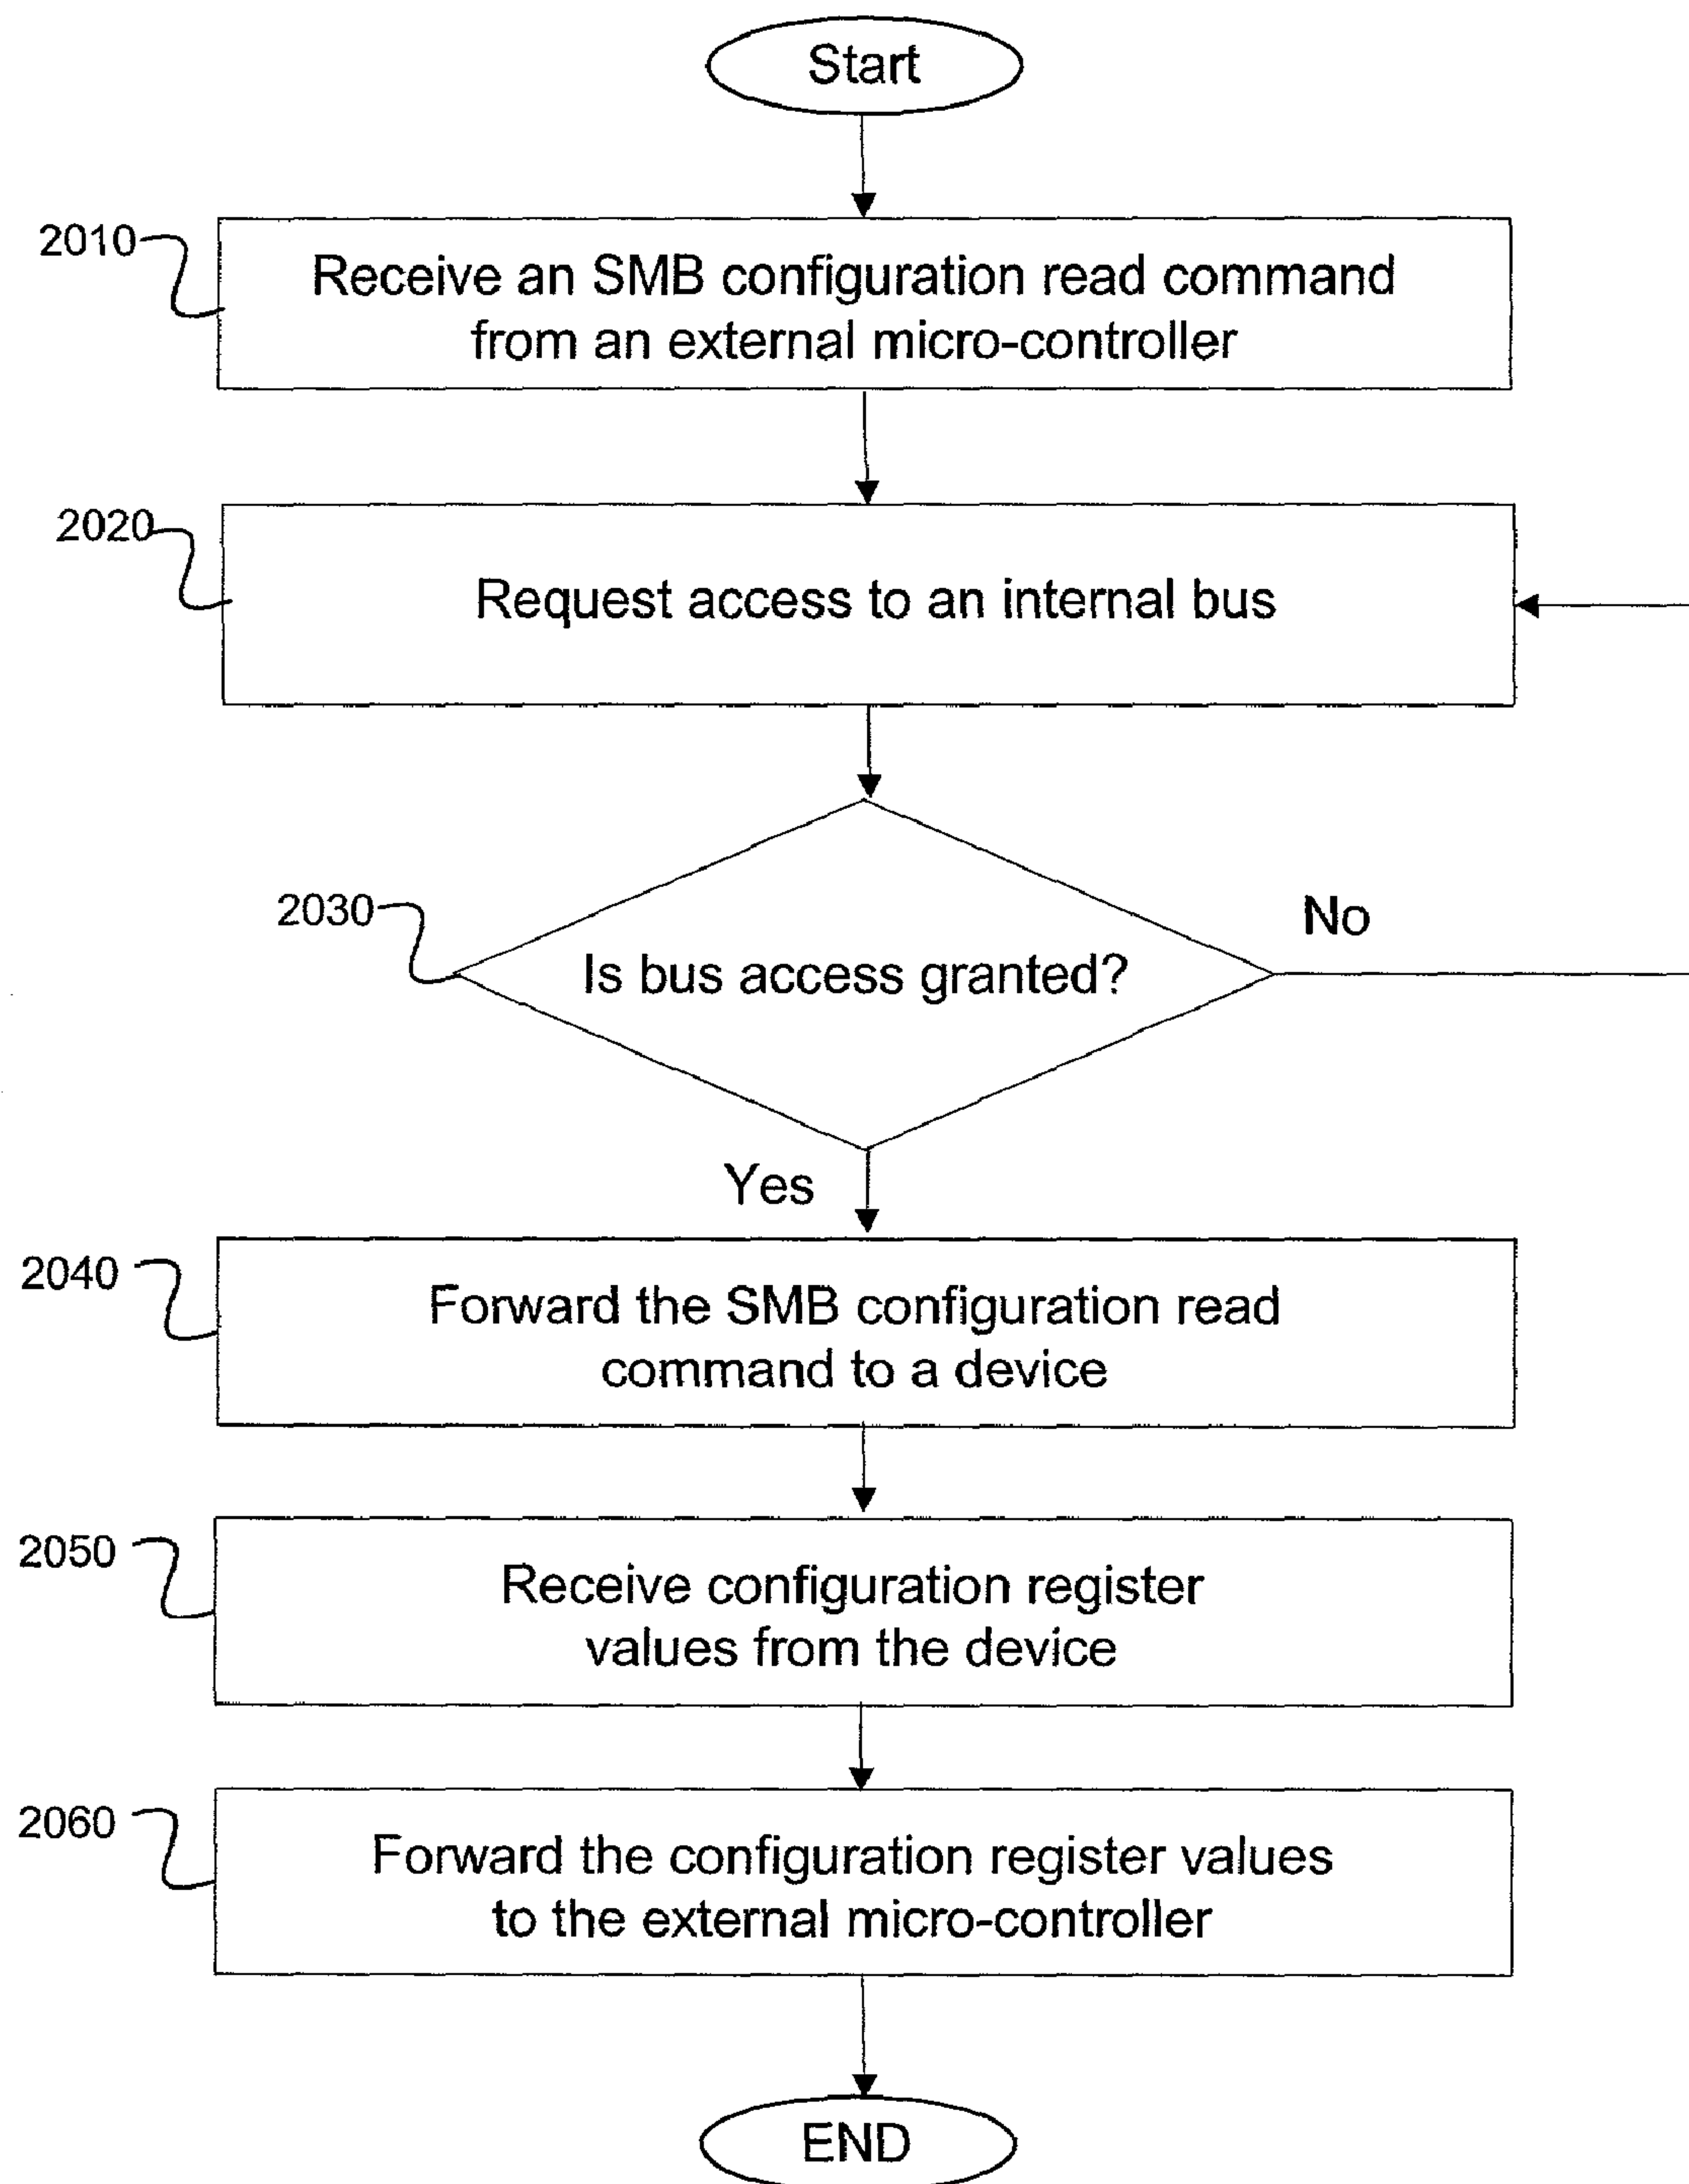 Start
2010
Receive an SMB configuration read command
from an external micro-controller
2020
Request access to an internal bus
2030
Is bus access granted?
No
Yes
2040
Forward the SMB configuration read
command to a device
2050
Receive configuration register
values from the device
2060
Forward the configuration register values
to the external micro-controller
END